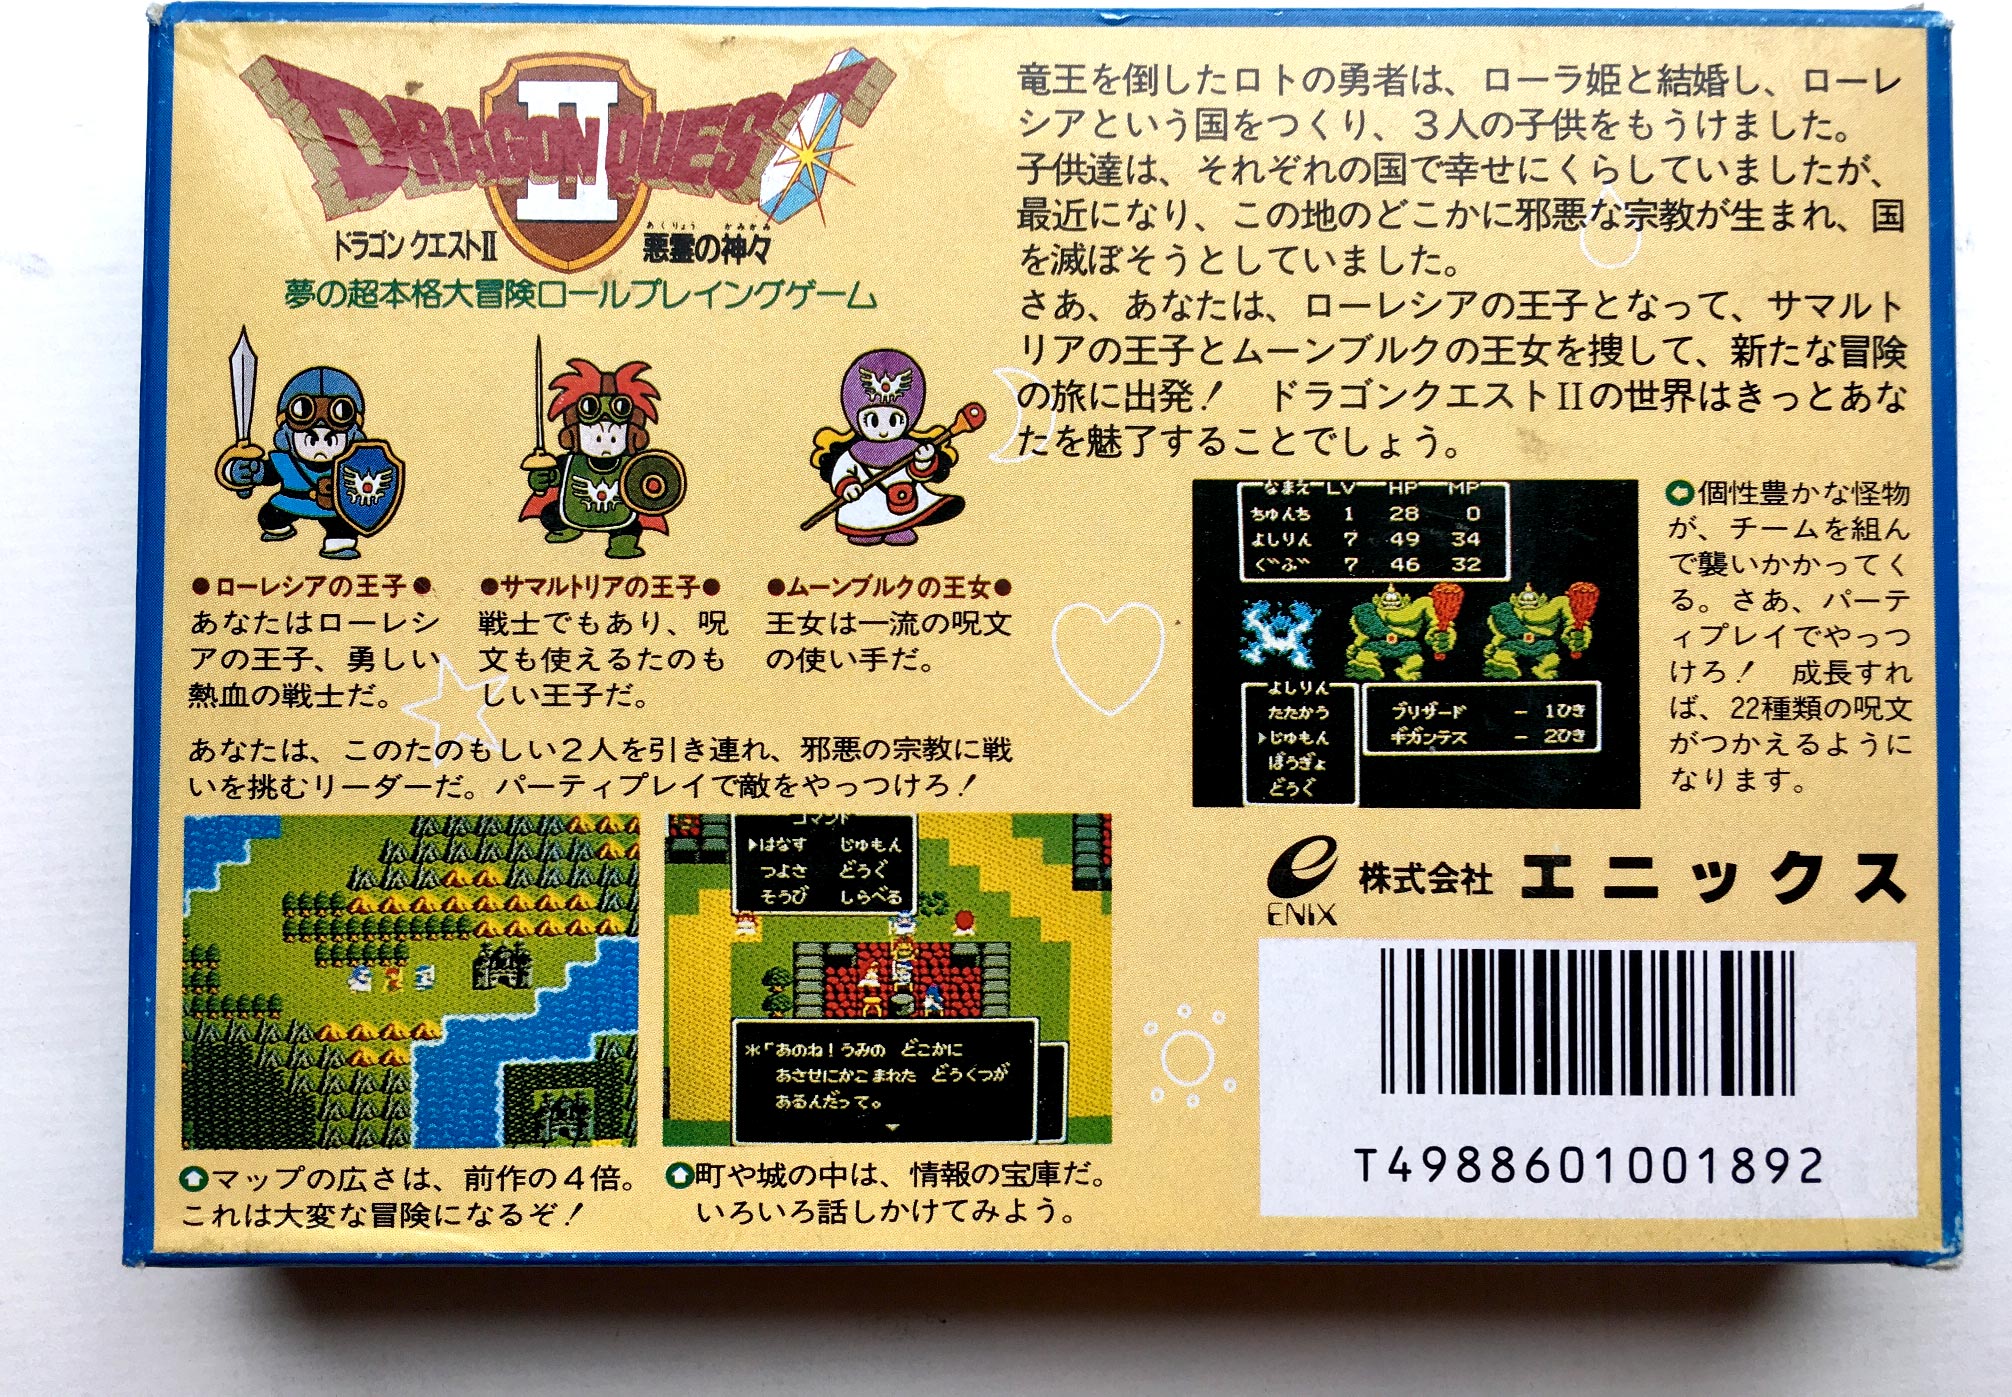 DRAGON QUEST
II
ドラゴンクエストII
あくりょう かみがみ
悪霊の神々
夢の超本格大冒険ロールプレイングゲーム
●ローレシアの王子●
あなたはローレシ
アの王子、勇しい
熱血の戦士だ。
●サマルトリアの王子●
戦士でもあり、呪
文も使えるたのも
しい王子だ。
●ムーンブルクの王女●
王女は一流の呪文
の使い手だ。
あなたは、このたのもしい2人を引き連れ、邪悪の宗教に戦
いを挑むリーダーだ。パーティプレイで敵をやっつけろ!
マップの広さは、前作の4倍。
これは大変な冒険になるぞ!
コマンド
はなす じゅもん
つよさ どうぐ
そうび しらべる
*「あのね!うみの どこかに
あさせにかこまれた どうくつが
あるんだって。
町や城の中は、情報の宝庫だ。
いろいろ話しかけてみよう。
竜王を倒したロトの勇者は、ローラ姫と結婚し、ローレ
シアという国をつくり、3人の子供をもうけました。
子供達は、それぞれの国で幸せにくらしていましたが、
最近になり、この地のどこかに邪悪な宗教が生まれ、国
を滅ぼそうとしていました。
さあ、あなたは、ローレシアの王子となって、サマルト
リアの王子とムーンブルクの王女を捜して、新たな冒険
の旅に出発! ドラゴンクエストIIの世界はきっとあな
たを魅了することでしょう。
なまえ LV HP MP
ちゅんち 1 28 0
よしりん 7 49 34
ぐぶ 7 46 32
よしりん
たたかう
じゅもん
ぼうぎょ
どうぐ
ブリザード － 1ひき
ギガンテス － 2ひき
個性豊かな怪物
が、チームを組ん
で襲いかかってく
る。さあ、パーテ
ィプレイでやっつ
けろ! 成長すれ
ば、22種類の呪文
がつかえるように
なります。
ENIX
株式会社 エニックス
T4988601001892